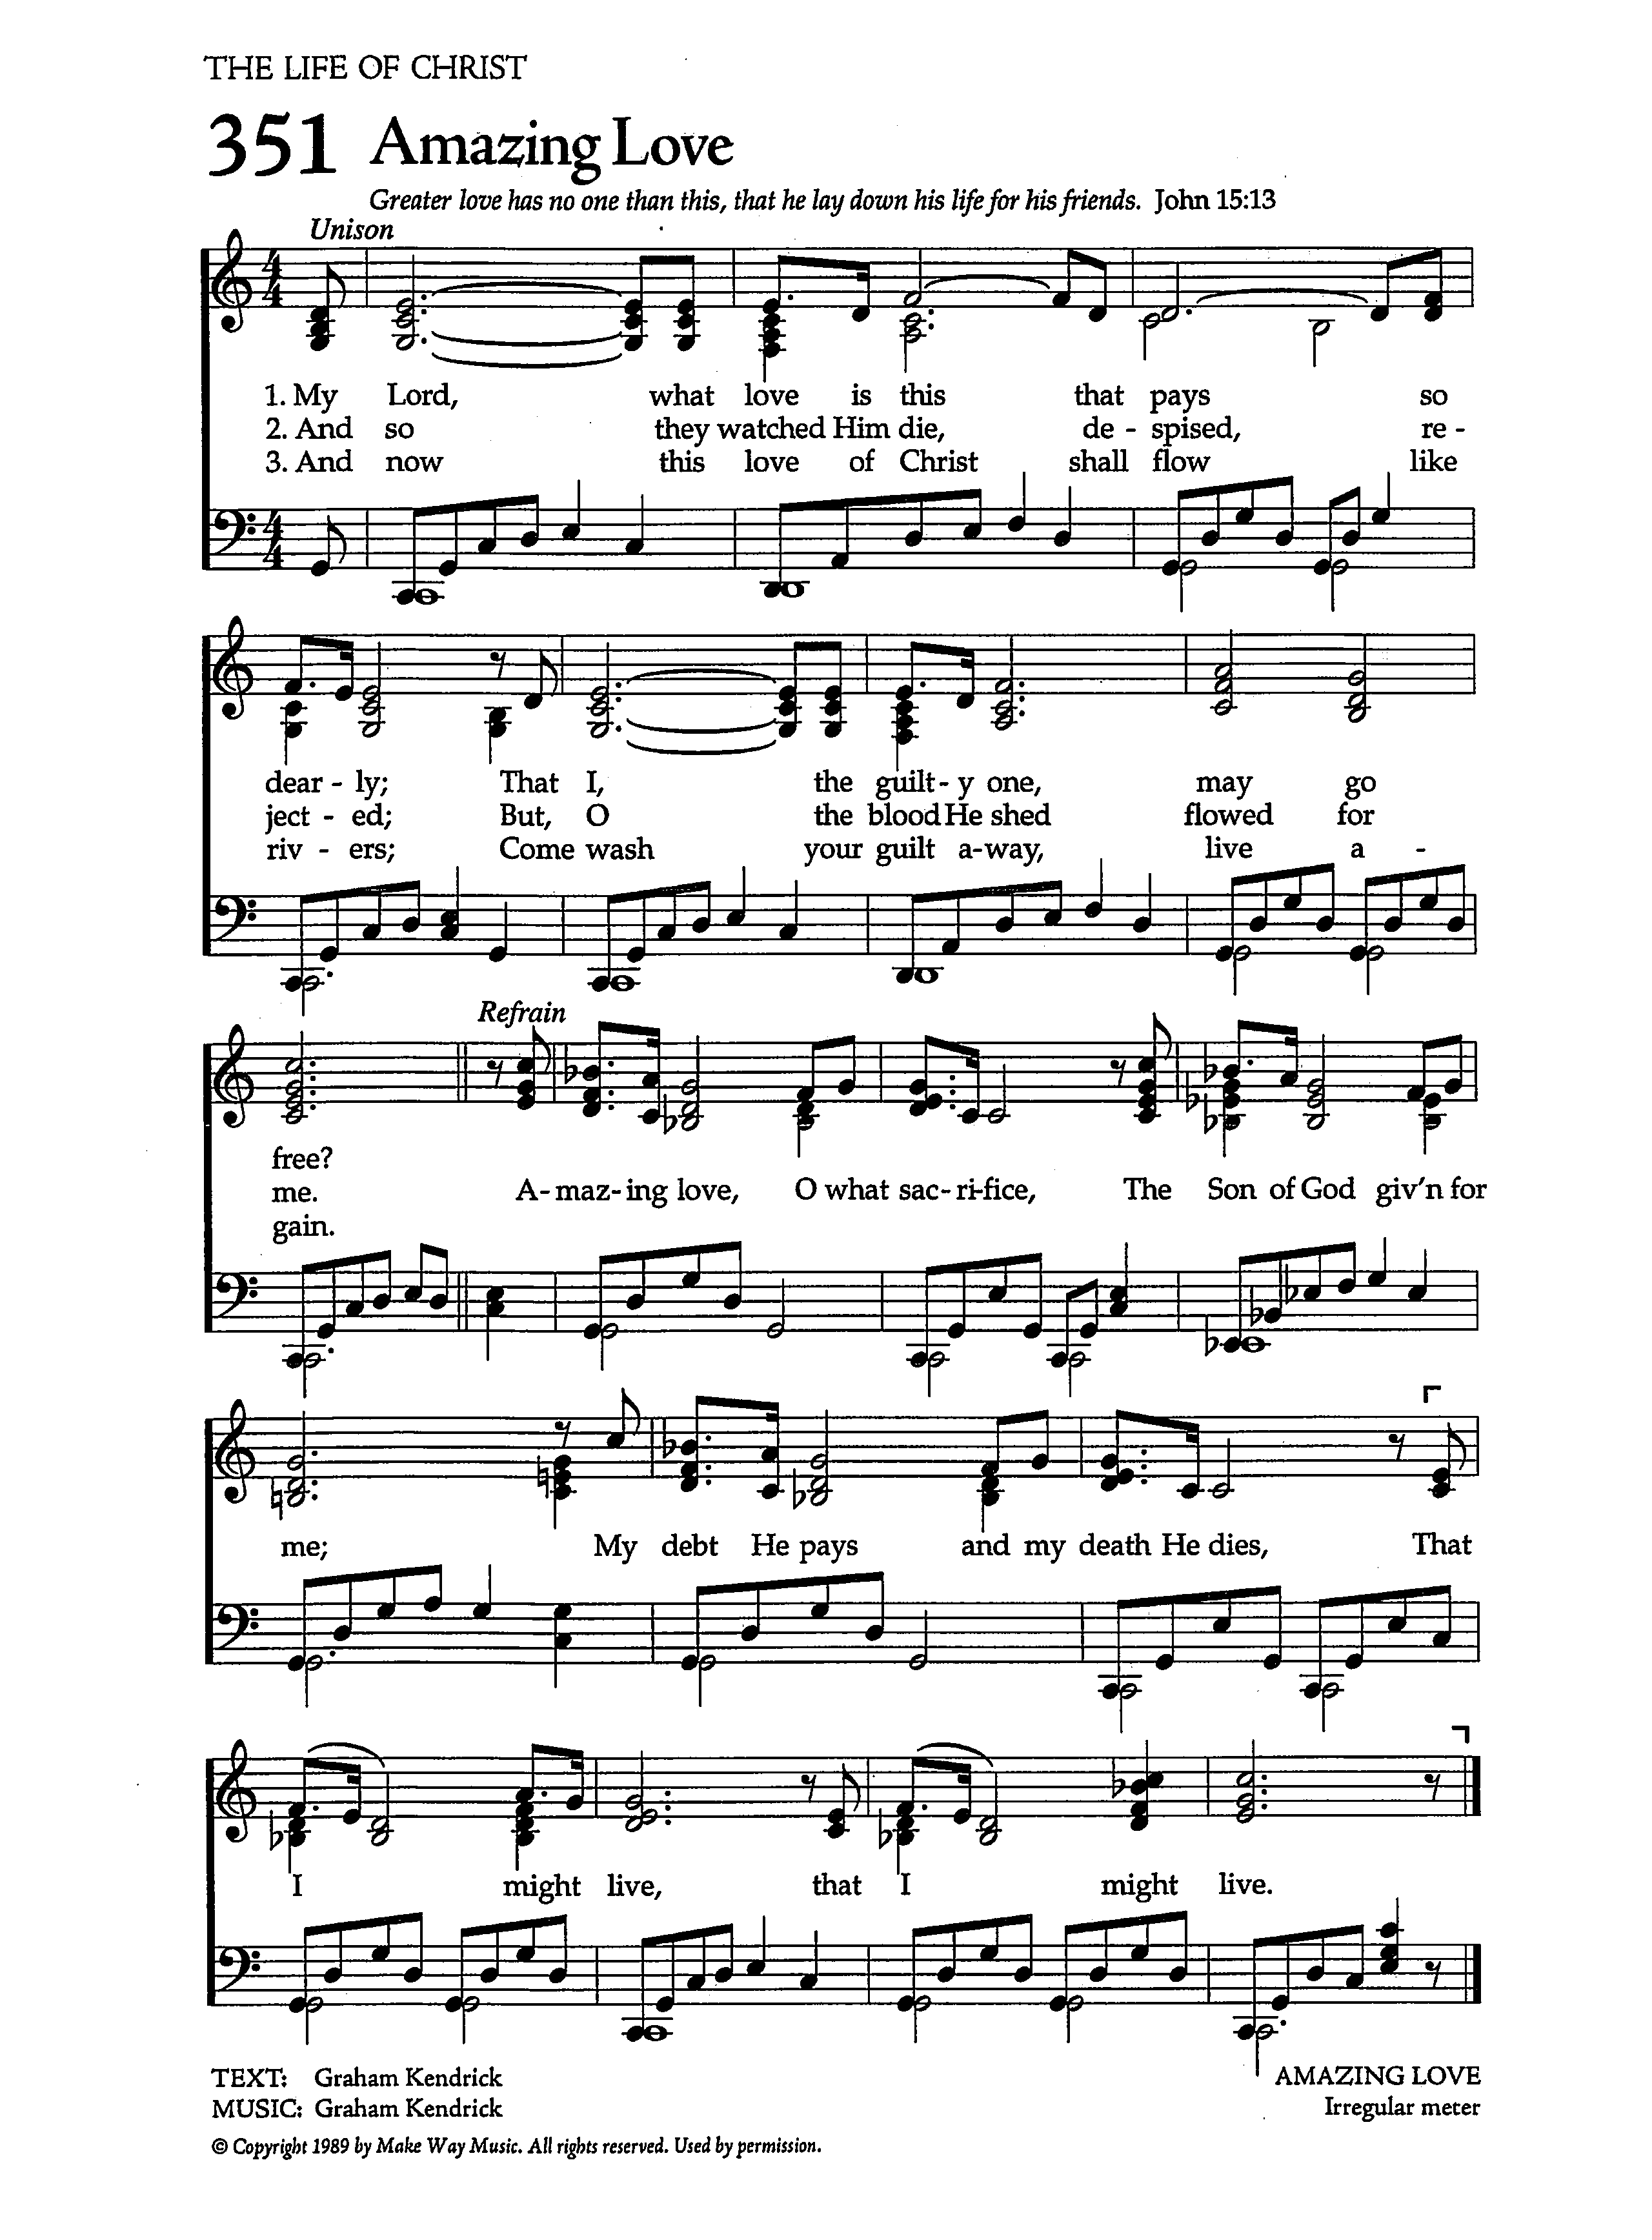 THE LIFE OF CHRIST
351 Amazing Love
Greater love has no one than this, that he lay down his life for his friends. John 15:13
Unison
1. My Lord, what love is this that pays so
2. And so they watched Him die, de - spised, re -
3. And now this love of Christ shall flow like
dear - ly; That I, the guilt - y one, may go
ject - ed; But, O the blood He shed flowed for
riv - ers; Come wash your guilt a - way, live a -
Refrain
free?
me. A - maz - ing love, O what sac - ri - fice, The Son of God giv'n for
gain.
me; My debt He pays and my death He dies, That
I might live, that I might live.
TEXT: Graham Kendrick AMAZING LOVE
MUSIC: Graham Kendrick Irregular meter
© Copyright 1989 by Make Way Music. All rights reserved. Used by permission.